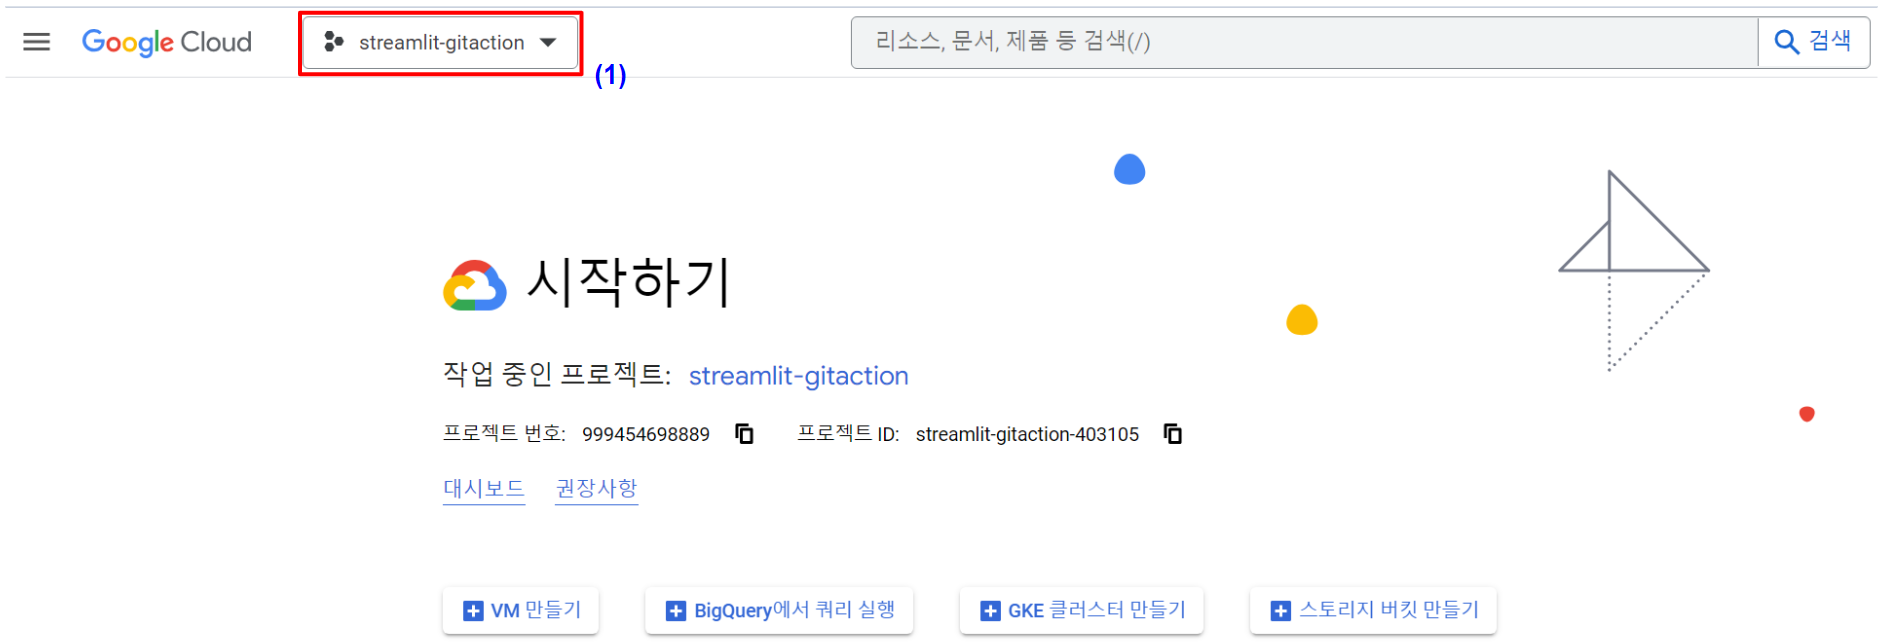 Google Cloud streamlit-gitaction 리소스, 문서, 제품 등 검색(/) 검색
(1)
시작하기
작업 중인 프로젝트: streamlit-gitaction
프로젝트 번호: 999454698889 프로젝트 ID: streamlit-gitaction-403105
대시보드 권장사항
VM 만들기 BigQuery에서 쿼리 실행 GKE 클러스터 만들기 스토리지 버킷 만들기